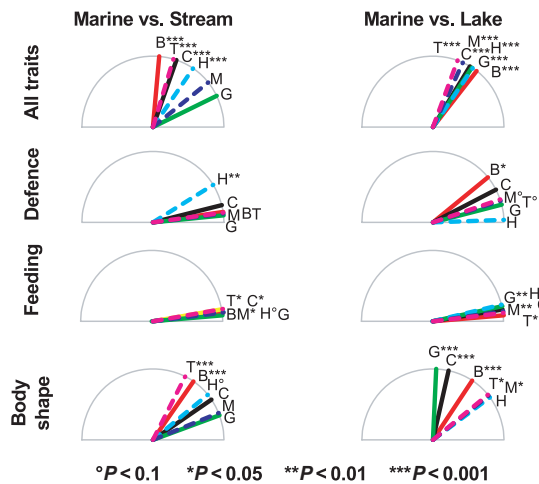 Marine vs. Stream Marine vs. Lake
All traits
B*** T*** C*** H*** M G
T*** M*** C*** H*** G*** B***
Defence
H** C M BT G
B* C M° T° G H
Feeding
T* C* BM* H°G
G** H M** T*
Body shape
T*** B*** H° C M G
G*** C*** B*** T* M* H
°P < 0.1 *P < 0.05 **P < 0.01 ***P < 0.001